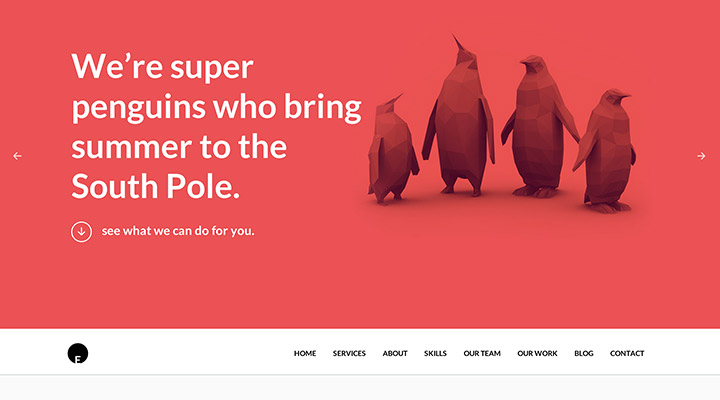 We’re super
penguins who bring
summer to the
South Pole.
see what we can do for you.
E
HOME SERVICES ABOUT SKILLS OUR TEAM OUR WORK BLOG CONTACT